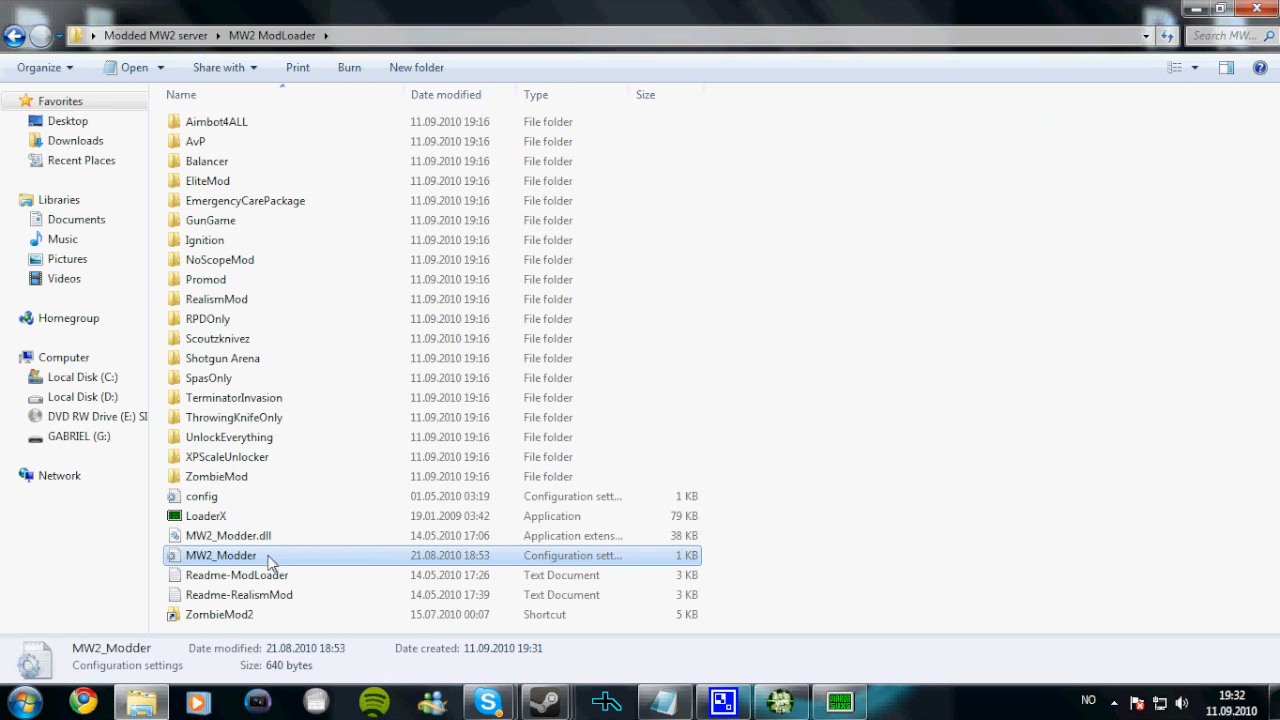 Modded MW2 server MW2 ModLoader
Search MW...
Organize Open Share with Print Burn New folder
Name Date modified Type Size
Favorites
Desktop
Downloads
Recent Places
Libraries
Documents
Music
Pictures
Videos
Homegroup
Computer
Local Disk (C:)
Local Disk (D:)
DVD RW Drive (E:) SI
GABRIEL (G:)
Network
Aimbot4ALL 11.09.2010 19:16 File folder
AvP 11.09.2010 19:16 File folder
Balancer 11.09.2010 19:16 File folder
EliteMod 11.09.2010 19:16 File folder
EmergencyCarePackage 11.09.2010 19:16 File folder
GunGame 11.09.2010 19:16 File folder
Ignition 11.09.2010 19:16 File folder
NoScopeMod 11.09.2010 19:16 File folder
Promod 11.09.2010 19:16 File folder
RealismMod 11.09.2010 19:16 File folder
RPDOnly 11.09.2010 19:16 File folder
Scoutzknivez 11.09.2010 19:16 File folder
Shotgun Arena 11.09.2010 19:16 File folder
SpasOnly 11.09.2010 19:16 File folder
TerminatorInvasion 11.09.2010 19:16 File folder
ThrowingKnifeOnly 11.09.2010 19:16 File folder
UnlockEverything 11.09.2010 19:16 File folder
XPScaleUnlocker 11.09.2010 19:16 File folder
ZombieMod 11.09.2010 19:16 File folder
config 01.05.2010 03:19 Configuration sett... 1 KB
LoaderX 19.01.2009 03:42 Application 79 KB
MW2_Modder.dll 14.05.2010 17:06 Application extens... 38 KB
MW2_Modder 21.08.2010 18:53 Configuration sett... 1 KB
Readme-ModLoader 14.05.2010 17:26 Text Document 3 KB
Readme-RealismMod 14.05.2010 17:39 Text Document 3 KB
ZombieMod2 15.07.2010 00:07 Shortcut 5 KB
MW2_Modder Date modified: 21.08.2010 18:53 Date created: 11.09.2010 19:31
Configuration settings Size: 640 bytes
NO
19:32
11.09.2010